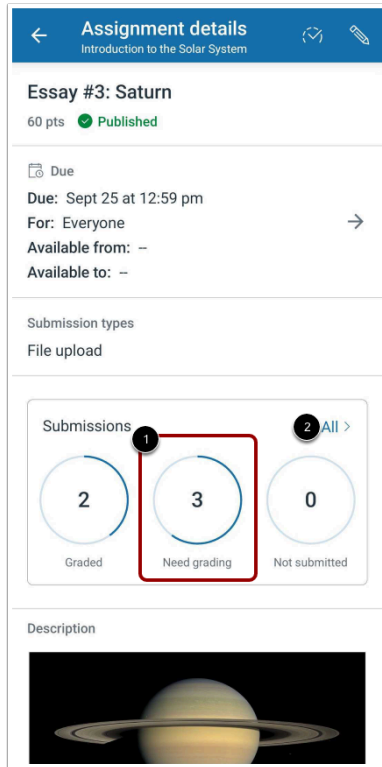 Assignment details
Introduction to the Solar System
Essay #3: Saturn
60 pts Published
Due
Due: Sept 25 at 12:59 pm
For: Everyone
Available from: --
Available to: --
Submission types
File upload
Submissions 1 2 All >
2 3 0
Graded Need grading Not submitted
Description